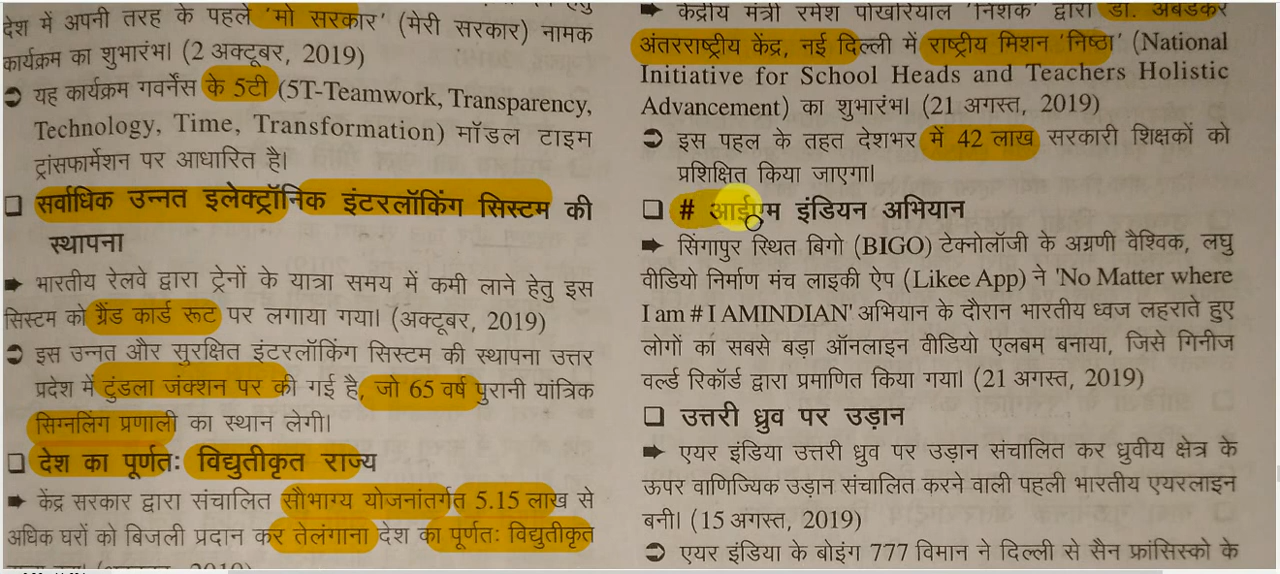 देश में अपनी तरह के पहले 'मो सरकार' (मेरी सरकार) नामक
कार्यक्रम का शुभारंभ। (2 अक्टूबर, 2019)
➲ यह कार्यक्रम गवर्नेंस के 5टी (5T-Teamwork, Transparency,
Technology, Time, Transformation) मॉडल टाइम
ट्रांसफार्मेशन पर आधारित है।
❑ सर्वाधिक उन्नत इलेक्ट्रॉनिक इंटरलॉकिंग सिस्टम की
स्थापना
➡ भारतीय रेलवे द्वारा ट्रेनों के यात्रा समय में कमी लाने हेतु इस
सिस्टम को ग्रैंड कार्ड रूट पर लगाया गया। (अक्टूबर, 2019)
➲ इस उन्नत और सुरक्षित इंटरलॉकिंग सिस्टम की स्थापना उत्तर
प्रदेश में टुंडला जंक्शन पर की गई है, जो 65 वर्ष पुरानी यांत्रिक
सिग्नलिंग प्रणाली का स्थान लेगी।
❑ देश का पूर्णतः विद्युतीकृत राज्य
➡ केंद्र सरकार द्वारा संचालित सौभाग्य योजनांतर्गत 5.15 लाख से
अधिक घरों को बिजली प्रदान कर तेलंगाना देश का पूर्णतः विद्युतीकृत
➡ केंद्रीय मंत्री रमेश पोखरियाल 'निशंक' द्वारा डॉ. अंबेडकर
अंतरराष्ट्रीय केंद्र, नई दिल्ली में राष्ट्रीय मिशन 'निष्ठा' (National
Initiative for School Heads and Teachers Holistic
Advancement) का शुभारंभ। (21 अगस्त, 2019)
➲ इस पहल के तहत देशभर में 42 लाख सरकारी शिक्षकों को
प्रशिक्षित किया जाएगा।
❑ # आईएम इंडियन अभियान
➡ सिंगापुर स्थित बिगो (BIGO) टेक्नोलॉजी के अग्रणी वैश्विक, लघु
वीडियो निर्माण मंच लाइकी ऐप (Likee App) ने 'No Matter where
I am # I AMINDIAN' अभियान के दौरान भारतीय ध्वज लहराते हुए
लोगों का सबसे बड़ा ऑनलाइन वीडियो एलबम बनाया, जिसे गिनीज
वर्ल्ड रिकॉर्ड द्वारा प्रमाणित किया गया। (21 अगस्त, 2019)
❑ उत्तरी ध्रुव पर उड़ान
➡ एयर इंडिया उत्तरी ध्रुव पर उड़ान संचालित कर ध्रुवीय क्षेत्र के
ऊपर वाणिज्यिक उड़ान संचालित करने वाली पहली भारतीय एयरलाइन
बनी। (15 अगस्त, 2019)
➲ एयर इंडिया के बोइंग 777 विमान ने दिल्ली से सैन फ्रांसिस्को के